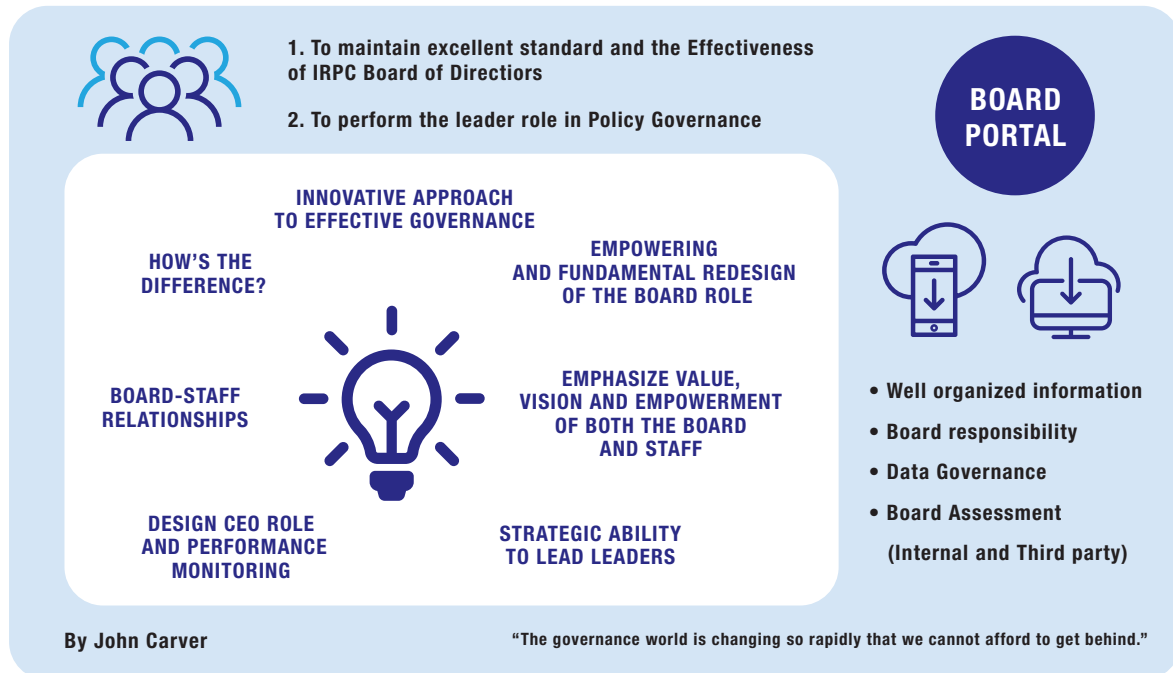 1. To maintain excellent standard and the Effectiveness
of IRPC Board of Directiors
2. To perform the leader role in Policy Governance
BOARD
PORTAL
INNOVATIVE APPROACH
TO EFFECTIVE GOVERNANCE
HOW'S THE
DIFFERENCE?
EMPOWERING
AND FUNDAMENTAL REDESIGN
OF THE BOARD ROLE
BOARD-STAFF
RELATIONSHIPS
EMPHASIZE VALUE,
VISION AND EMPOWERMENT
OF BOTH THE BOARD
AND STAFF
DESIGN CEO ROLE
AND PERFORMANCE
MONITORING
STRATEGIC ABILITY
TO LEAD LEADERS
• Well organized information
• Board responsibility
• Data Governance
• Board Assessment
(Internal and Third party)
By John Carver
“The governance world is changing so rapidly that we cannot afford to get behind.”